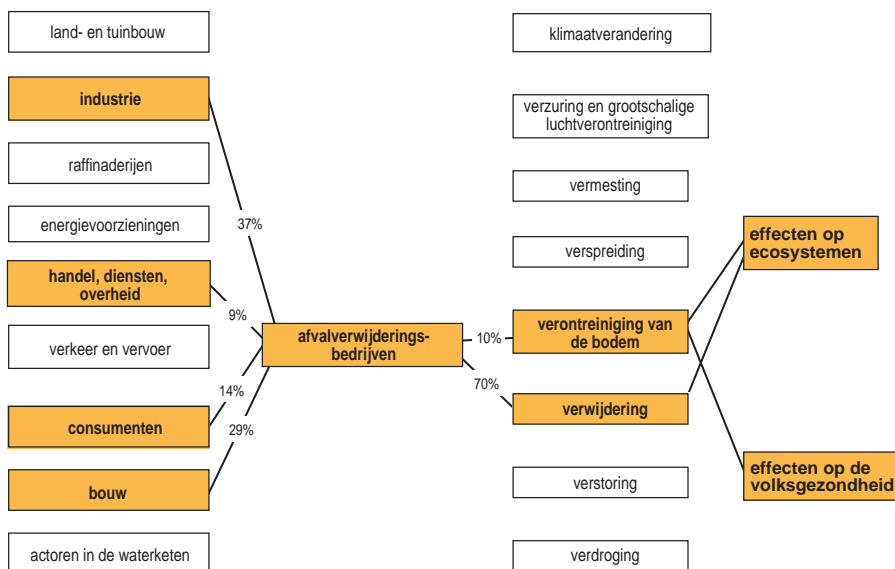 land- en tuinbouw
industrie
raffinaderijen
energievoorzieningen
handel, diensten,
overheid
verkeer en vervoer
consumenten
bouw
actoren in de waterketen
37%
9%
14%
29%
afvalverwijderings-
bedrijven
10%
70%
klimaatverandering
verzuring en grootschalige
luchtverontreiniging
vermesting
verspreiding
verontreiniging van
de bodem
verwijdering
verstoring
verdroging
effecten op
ecosystemen
effecten op de
volksgezondheid